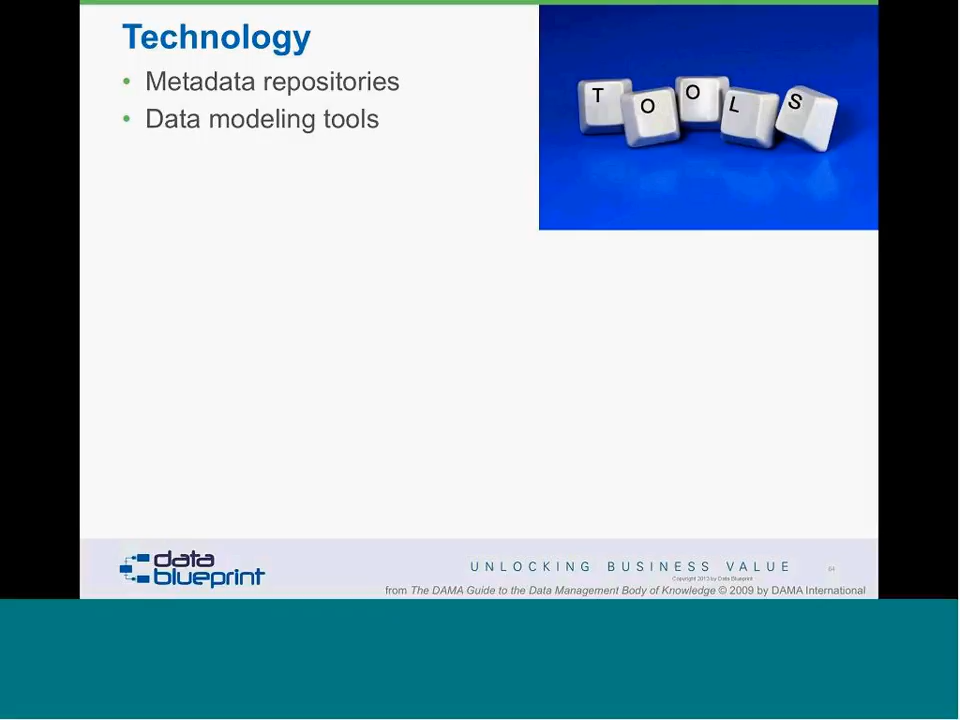 Technology
• Metadata repositories
• Data modeling tools
T O O L S
data
blueprint
UNLOCKING BUSINESS VALUE
64
Copyright 2013 by Data Blueprint
from The DAMA Guide to the Data Management Body of Knowledge © 2009 by DAMA International